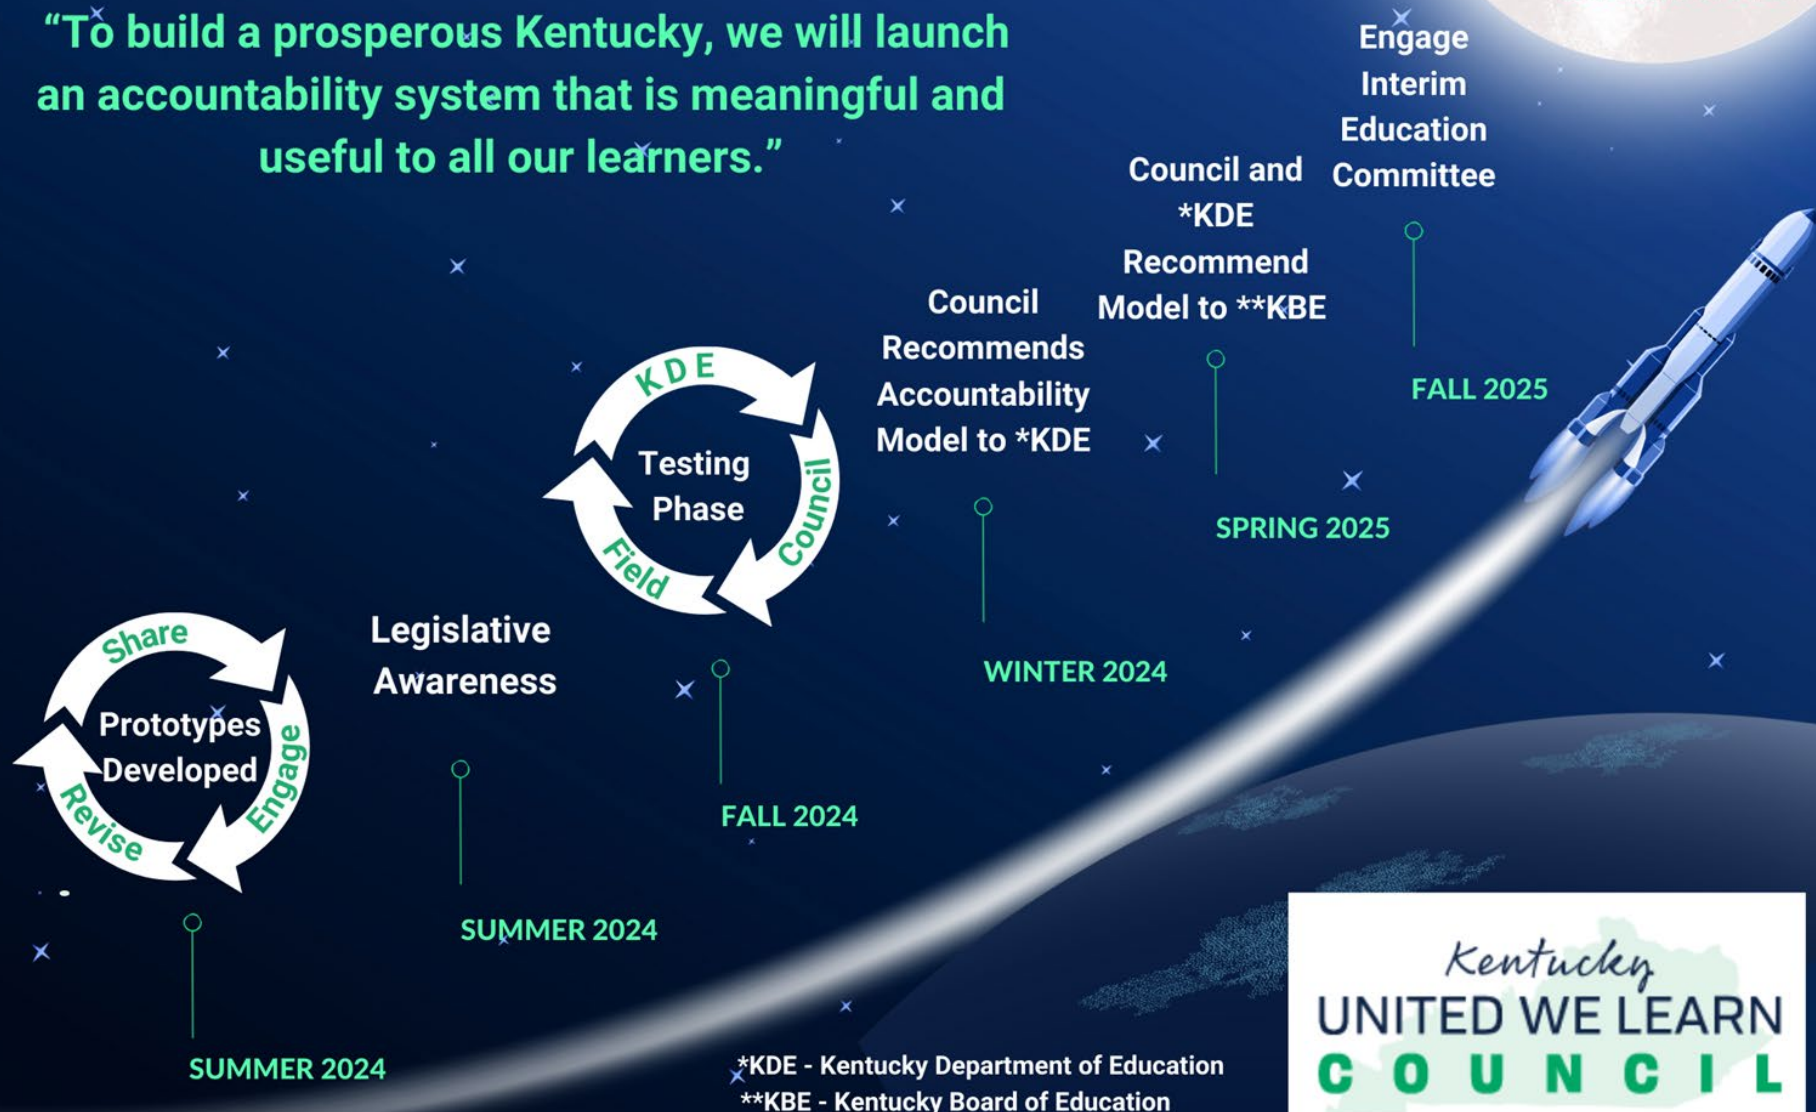 “To build a prosperous Kentucky, we will launch
an accountability system that is meaningful and
useful to all our learners.”
Share
Engage
Revise
Prototypes
Developed
SUMMER 2024
Legislative
Awareness
SUMMER 2024
KDE
Council
Field
Testing
Phase
FALL 2024
Council
Recommends
Accountability
Model to *KDE
WINTER 2024
Council and
*KDE
Recommend
Model to **KBE
SPRING 2025
Engage
Interim
Education
Committee
FALL 2025
*KDE - Kentucky Department of Education
**KBE - Kentucky Board of Education
Kentucky
UNITED WE LEARN
COUNCIL